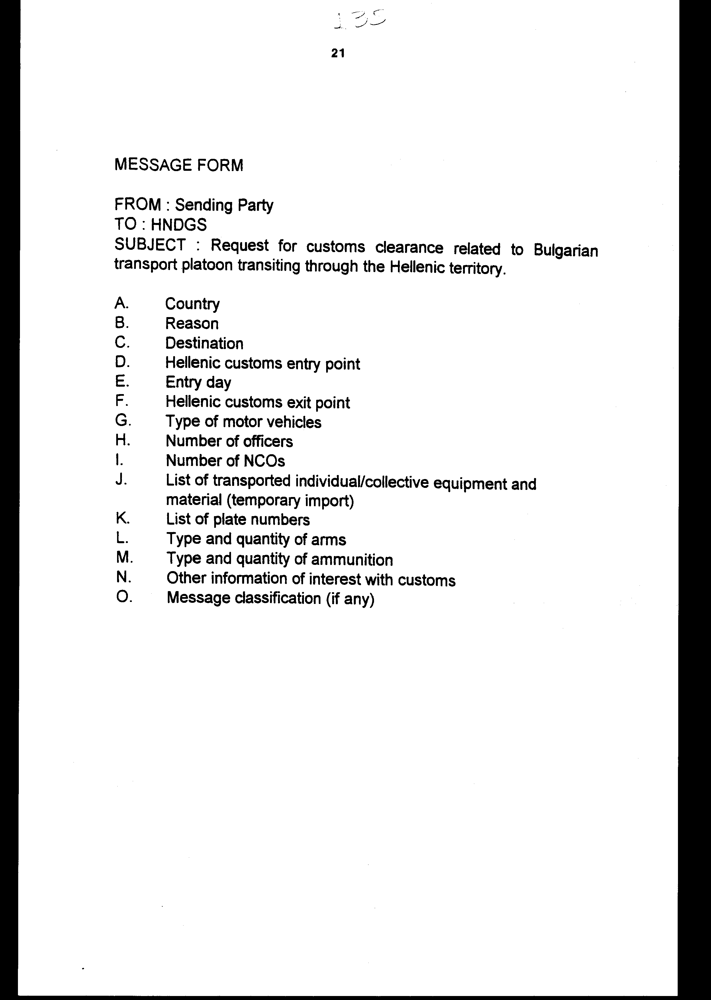 135
21
MESSAGE FORM
FROM : Sending Party
TO : HNDGS
SUBJECT : Request for customs clearance related to Bulgarian
transport platoon transiting through the Hellenic territory.
A. Country
B. Reason
C. Destination
D. Hellenic customs entry point
E. Entry day
F. Hellenic customs exit point
G. Type of motor vehicles
H. Number of officers
I. Number of NCOs
J. List of transported individual/collective equipment and
material (temporary import)
K. List of plate numbers
L. Type and quantity of arms
M. Type and quantity of ammunition
N. Other information of interest with customs
O. Message classification (if any)